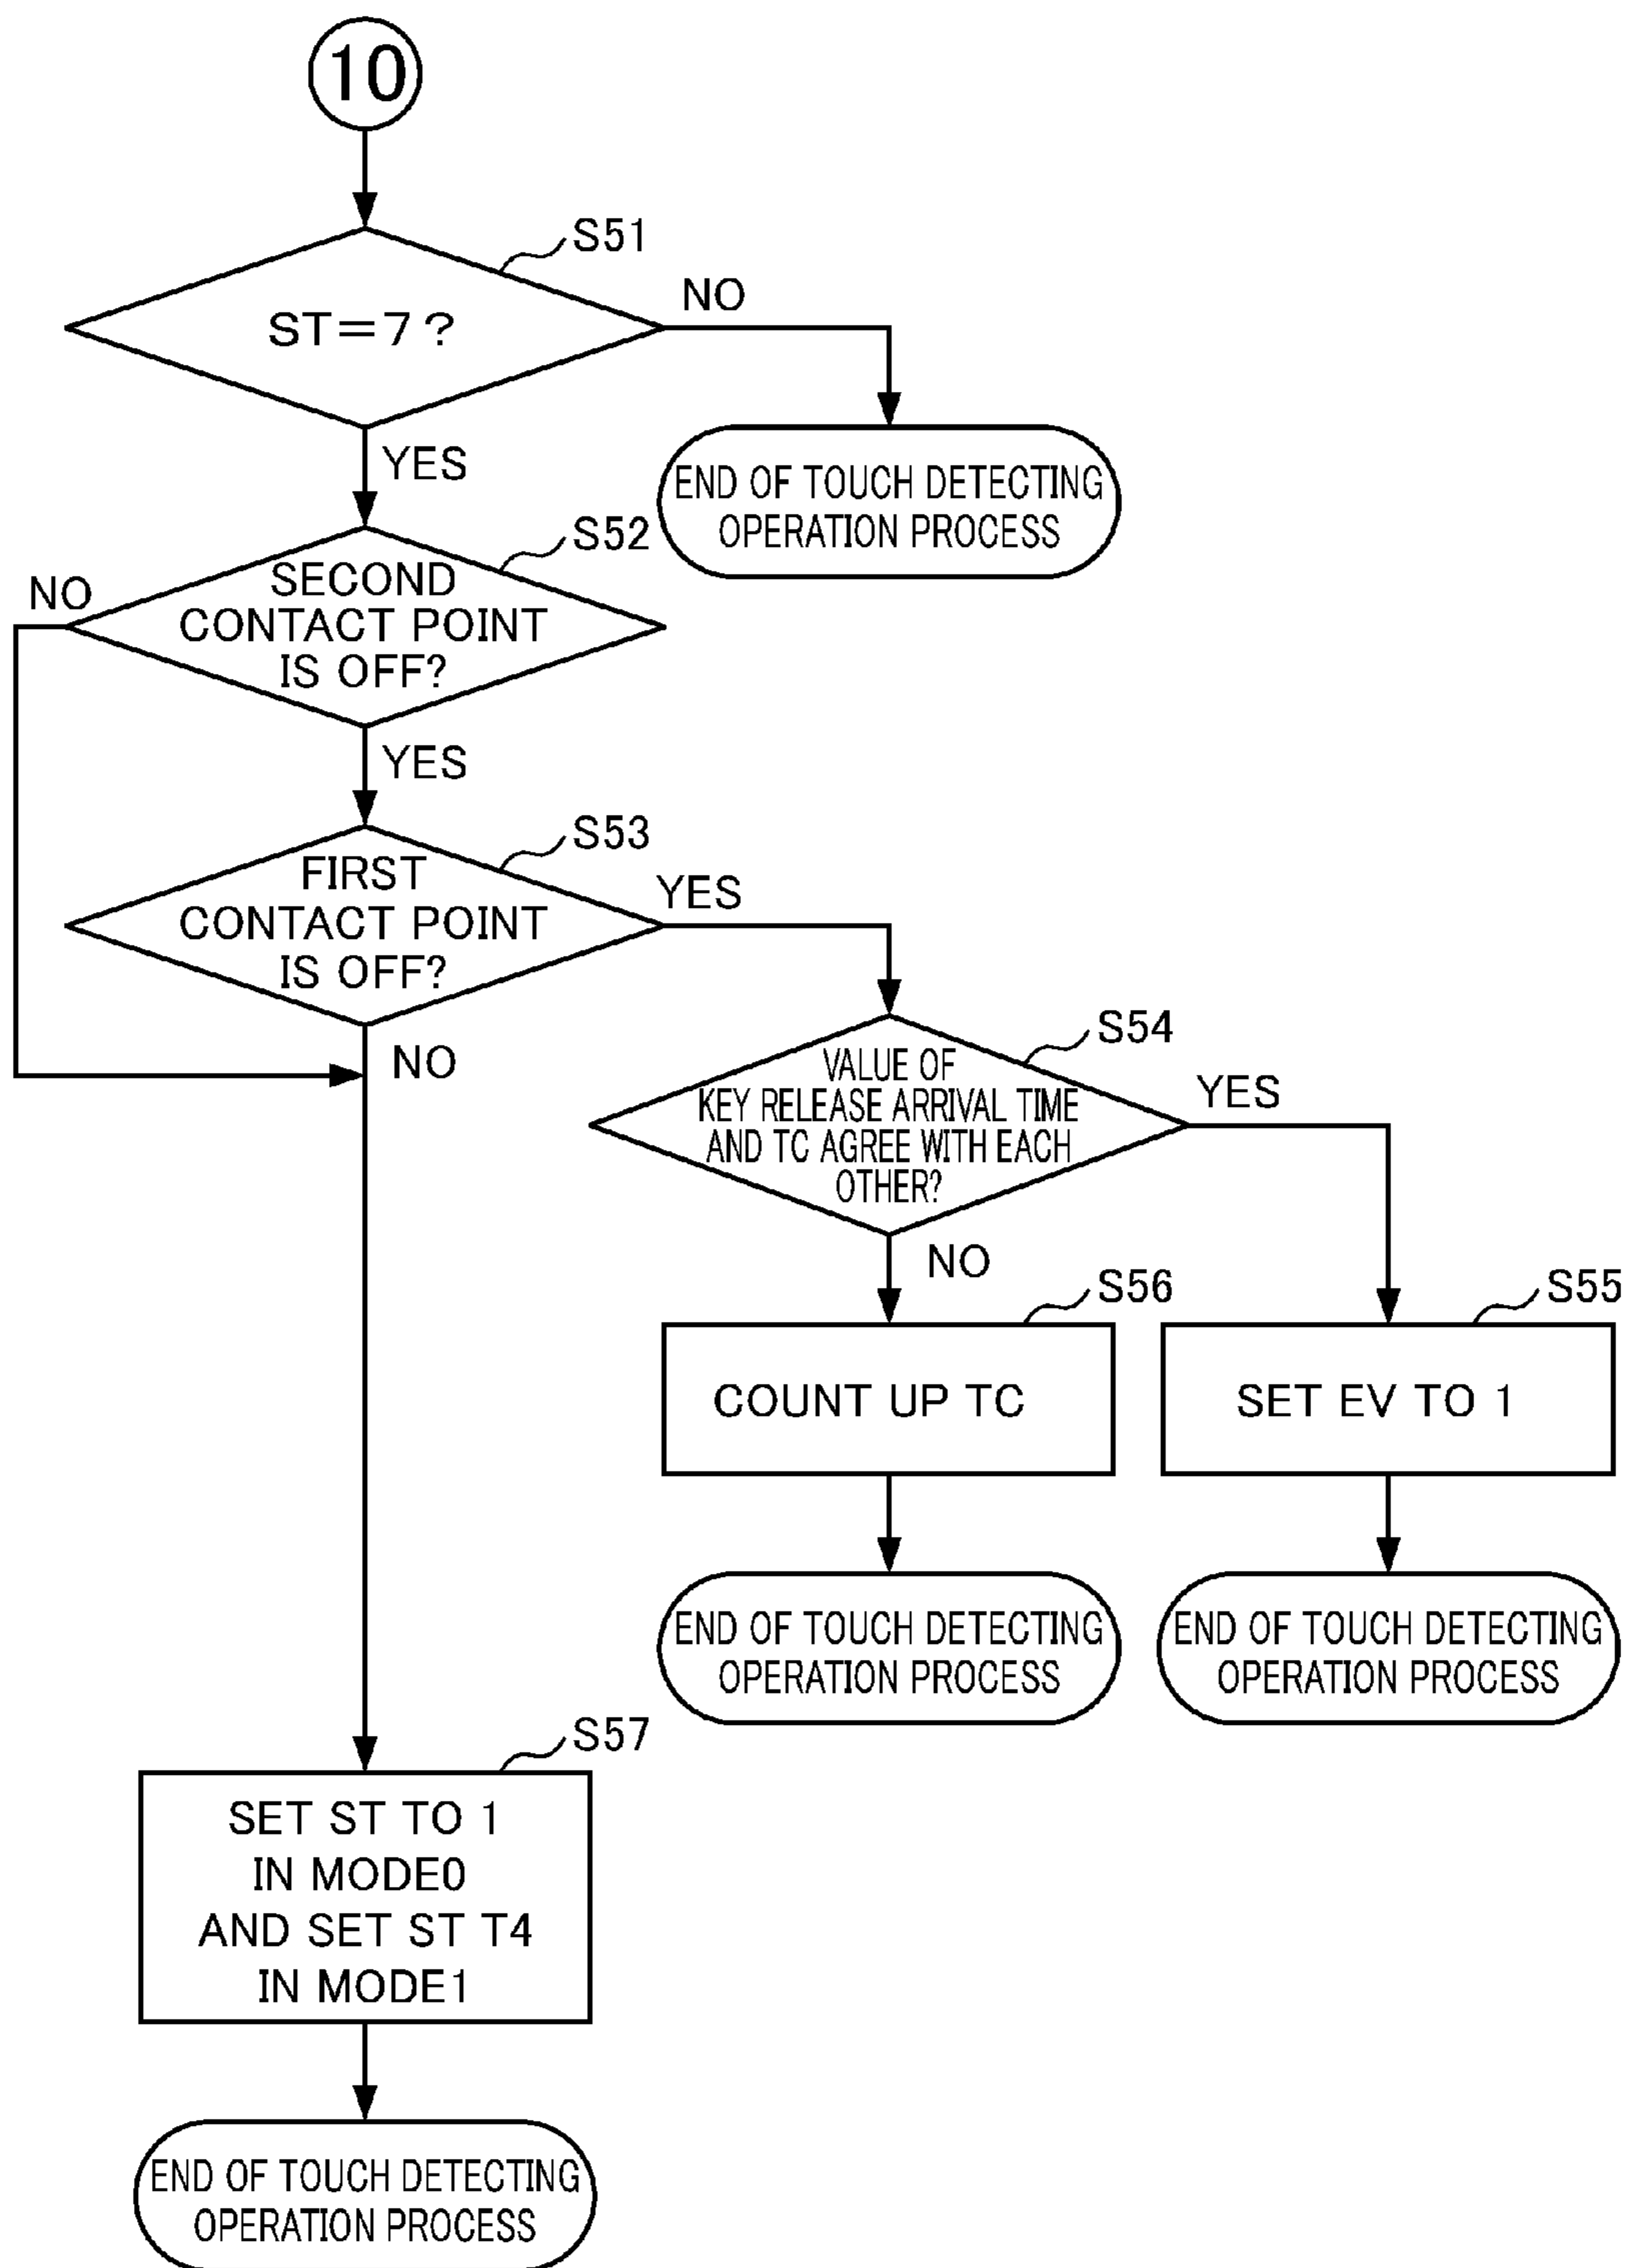 10
S51
ST=7?
NO
YES
END OF TOUCH DETECTING
OPERATION PROCESS
S52
NO
SECOND
CONTACT POINT
IS OFF?
YES
S53
FIRST
CONTACT POINT
IS OFF?
YES
NO
S54
VALUE OF
KEY RELEASE ARRIVAL TIME
AND TC AGREE WITH EACH
OTHER?
YES
NO
S56
COUNT UP TC
S55
SET EV TO 1
END OF TOUCH DETECTING
OPERATION PROCESS
END OF TOUCH DETECTING
OPERATION PROCESS
S57
SET ST TO 1
IN MODE0
AND SET ST T4
IN MODE1
END OF TOUCH DETECTING
OPERATION PROCESS